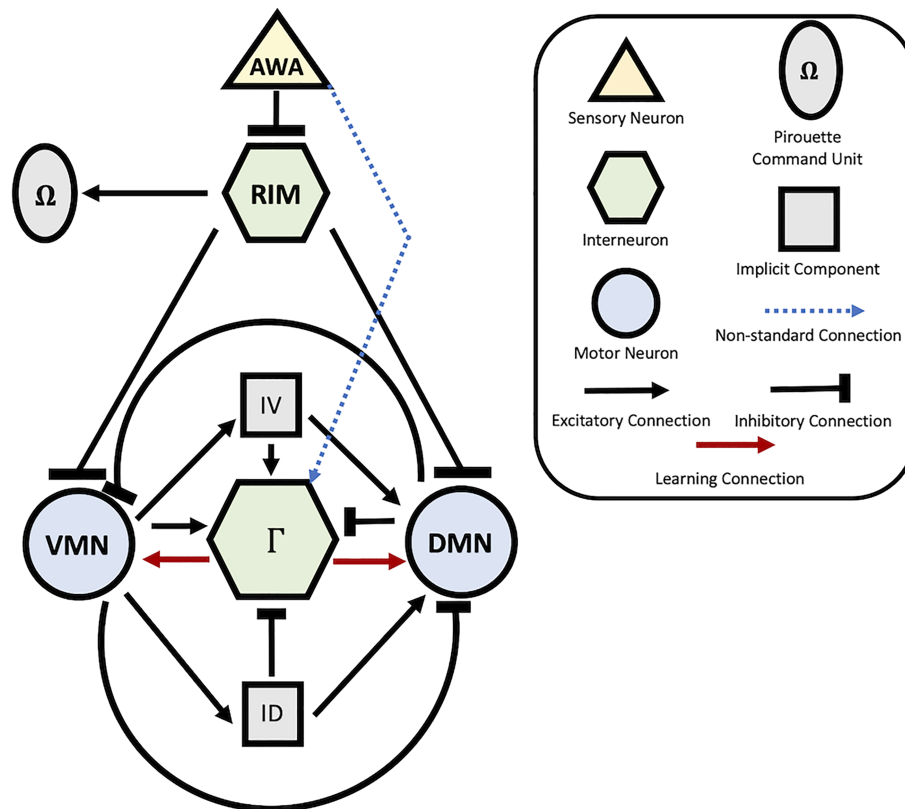 AWA
RIM
Ω
IV
VMN
Γ
DMN
ID
Sensory Neuron
Ω
Pirouette
Command Unit
Interneuron
Implicit Component
Motor Neuron
Non-standard Connection
Excitatory Connection
Inhibitory Connection
Learning Connection